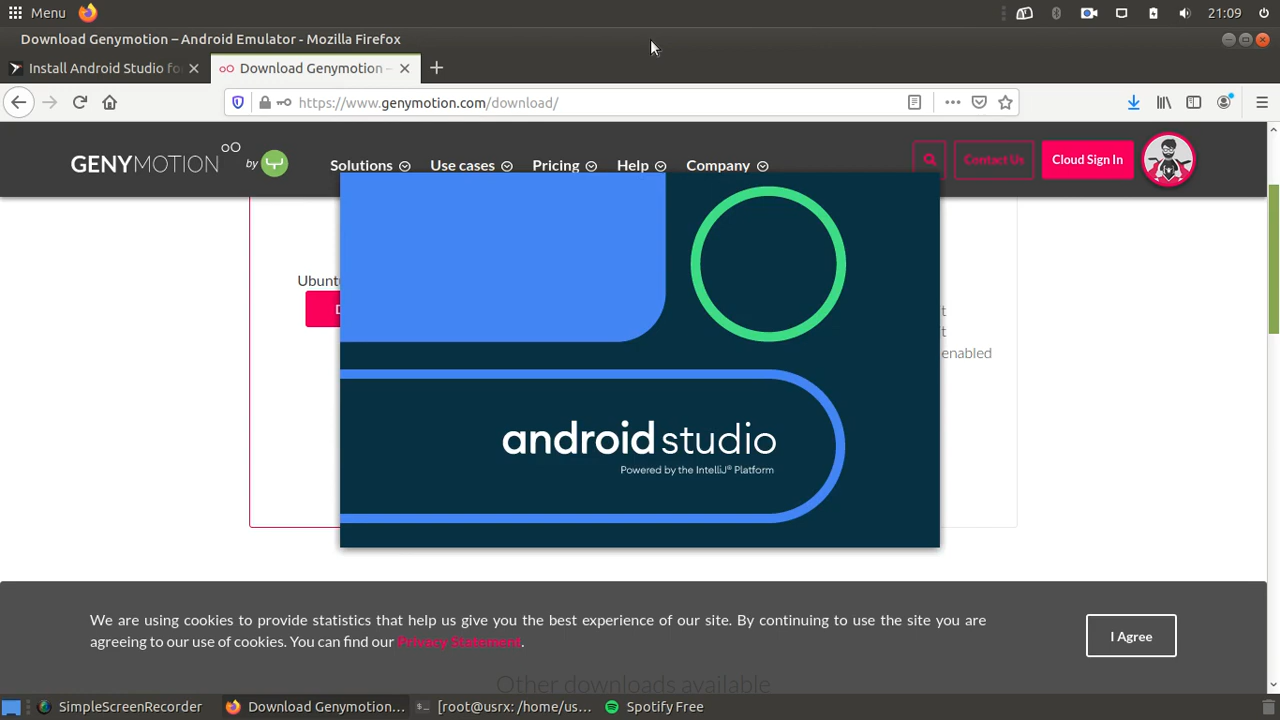 Menu
21:09
Download Genymotion – Android Emulator - Mozilla Firefox
Install Android Studio fo
Download Genymotion –
https://www.genymotion.com/download/
GENYMOTION by
Solutions
Use cases
Pricing
Help
Company
Contact Us
Cloud Sign In
Ubuntu
D
t
t
enabled
android studio
Powered by the IntelliJ® Platform
We are using cookies to provide statistics that help us give you the best experience of our site. By continuing to use the site you are
agreeing to our use of cookies. You can find our Privacy Statement.
I Agree
Other downloads available
SimpleScreenRecorder
Download Genymotion...
[root@usrx: /home/us...
Spotify Free